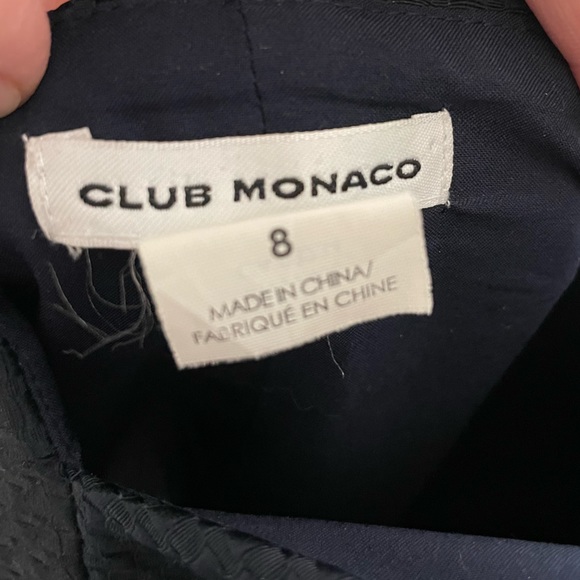 CLUB MONACO
8
MADE IN CHINA/
FABRIQUÉ EN CHINE